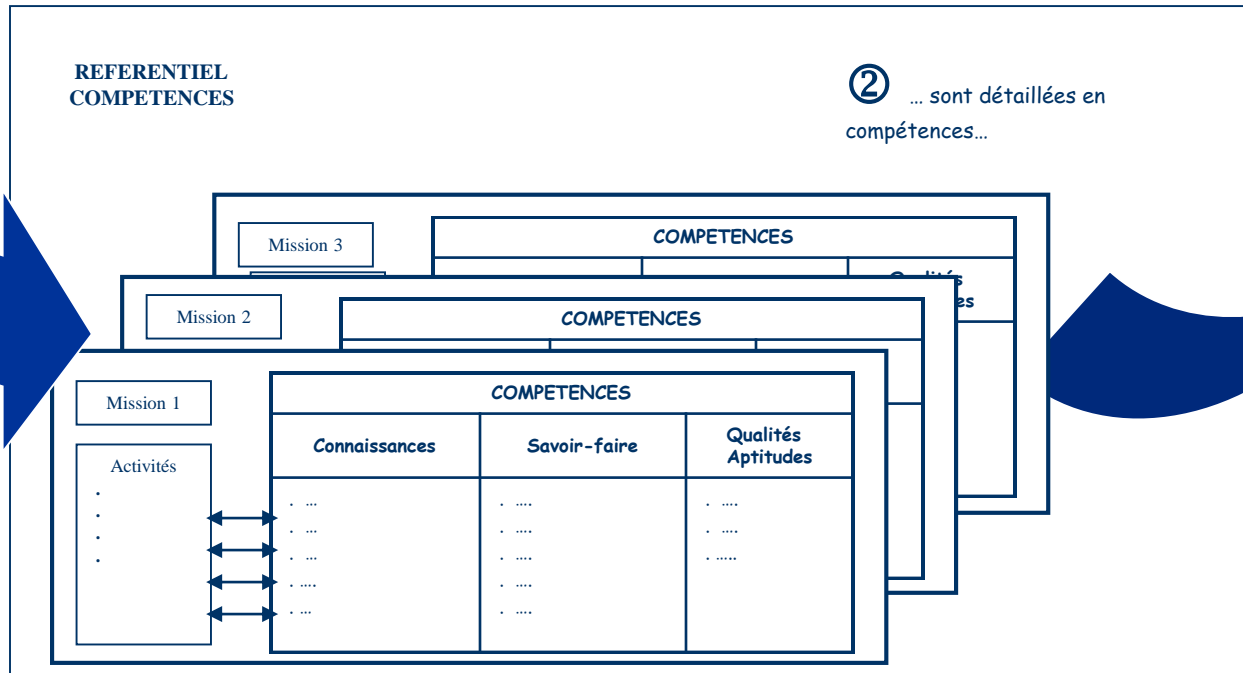 REFERENTIEL
COMPETENCES
② … sont détaillées en
compétences…
Mission 3
COMPETENCES
Mission 2
COMPETENCES
Mission 1
COMPETENCES
Connaissances
Savoir-faire
Qualités
Aptitudes
Activités
.
.
.
.
. …
. …
. …
. ….
. …
. ….
. ….
. ….
. ….
. ….
. ….
. ….
. …..